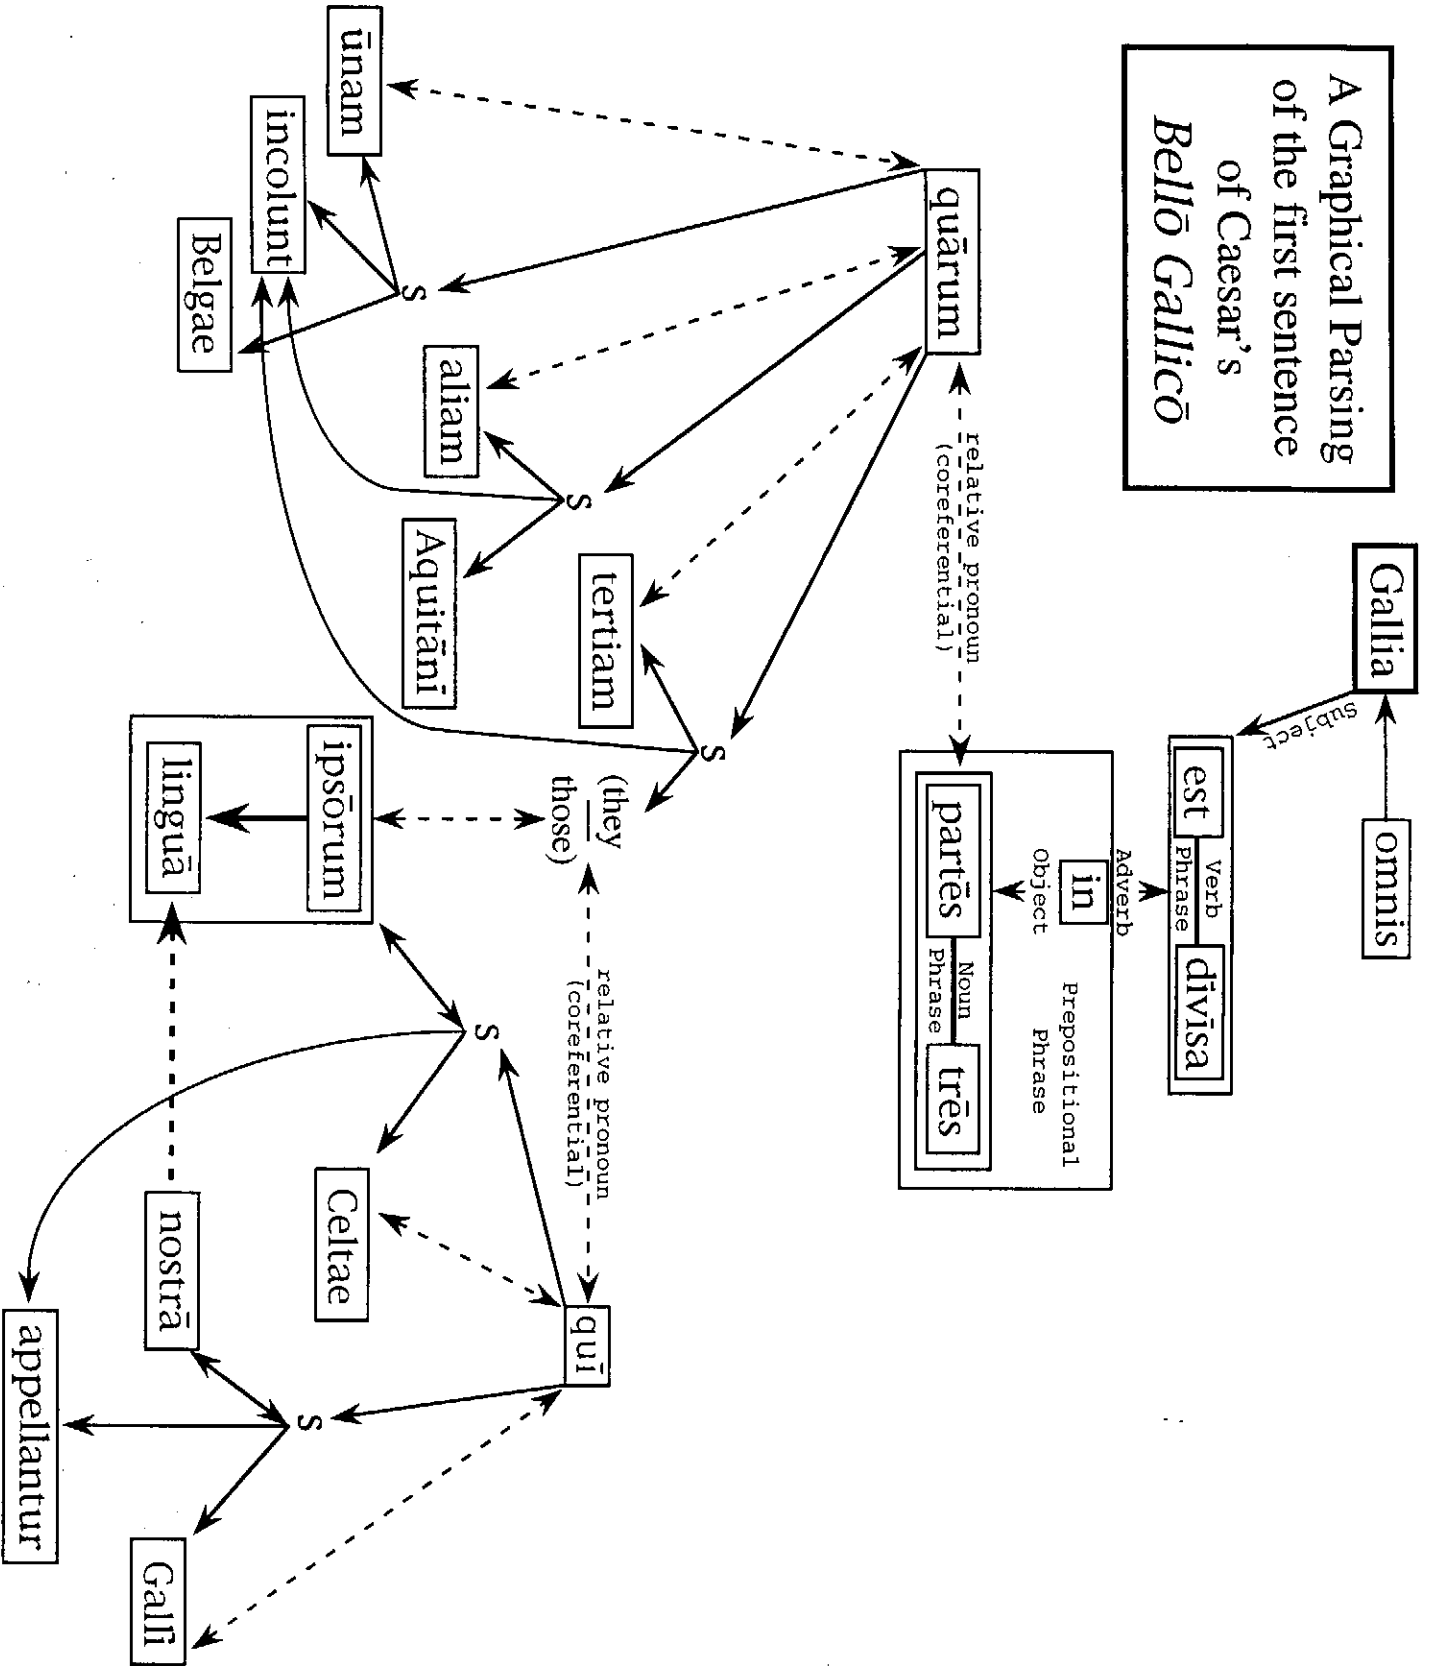 A Graphical Parsing
of the first sentence
of Caesar's
Bellō Gallicō
Gallia
omnis
subject
est
Verb
Phrase
dīvīsa
Adverb
in
Object
Prepositional
Phrase
partēs
Noun
Phrase
trēs
quārum
relative pronoun
(coreferential)
ūnam
incolunt
Belgae
S
aliam
Aquitānī
S
tertiam
S
(they
those)
relative pronoun
(coreferential)
quī
ipsōrum
linguā
S
Celtae
nostrā
S
appellantur
Gallī